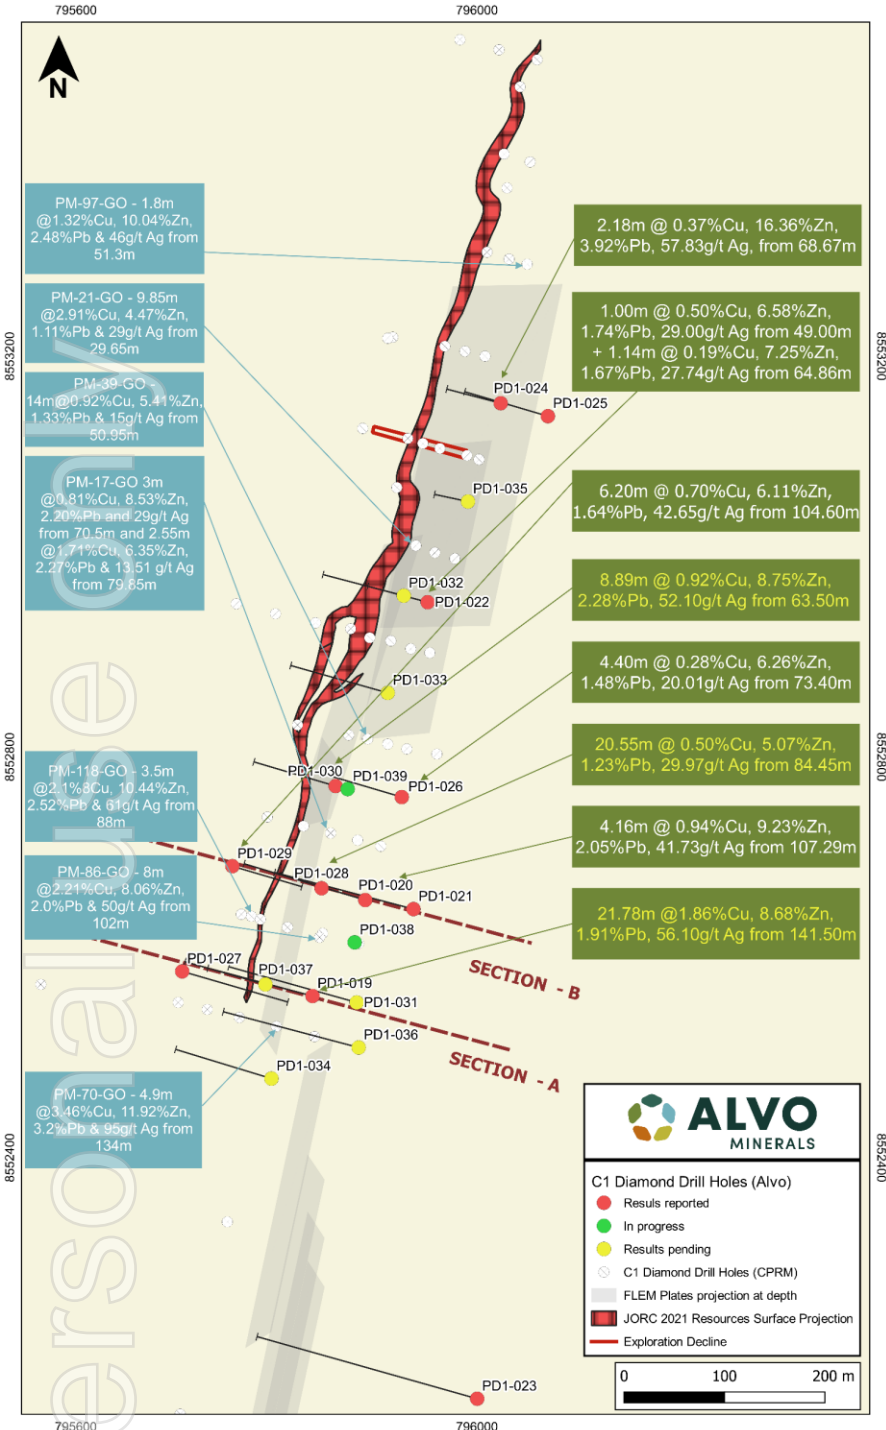 795600
796000
N
PM-97-GO - 1.8m
@1.32%Cu, 10.04%Zn,
2.48%Pb & 46g/t Ag from
51.3m
PM-21-GO - 9.85m
@2.91%Cu, 4.47%Zn,
1.11%Pb & 29g/t Ag from
29.65m
PM-39-GO -
14m@0.92%Cu, 5.41%Zn,
1.33%Pb & 15g/t Ag from
50.95m
PM-17-GO 3m
@0.81%Cu, 8.53%Zn,
2.20%Pb and 29g/t Ag
from 70.5m and 2.55m
@1.71%Cu, 6.35%Zn,
2.27%Pb & 13.51 g/t Ag
from 79.85m
PM-118-GO - 3.5m
@2.1%8Cu, 10.44%Zn,
2.52%Pb & 61g/t Ag from
88m
PM-86-GO - 8m
@2.21%Cu, 8.06%Zn,
2.0%Pb & 50g/t Ag from
102m
PM-70-GO - 4.9m
@3.46%Cu, 11.92%Zn,
3.2%Pb & 95g/t Ag from
134m
2.18m @ 0.37%Cu, 16.36%Zn,
3.92%Pb, 57.83g/t Ag, from 68.67m
1.00m @ 0.50%Cu, 6.58%Zn,
1.74%Pb, 29.00g/t Ag from 49.00m
+ 1.14m @ 0.19%Cu, 7.25%Zn,
1.67%Pb, 27.74g/t Ag from 64.86m
6.20m @ 0.70%Cu, 6.11%Zn,
1.64%Pb, 42.65g/t Ag from 104.60m
8.89m @ 0.92%Cu, 8.75%Zn,
2.28%Pb, 52.10g/t Ag from 63.50m
4.40m @ 0.28%Cu, 6.26%Zn,
1.48%Pb, 20.01g/t Ag from 73.40m
20.55m @ 0.50%Cu, 5.07%Zn,
1.23%Pb, 29.97g/t Ag from 84.45m
4.16m @ 0.94%Cu, 9.23%Zn,
2.05%Pb, 41.73g/t Ag from 107.29m
21.78m @1.86%Cu, 8.68%Zn,
1.91%Pb, 56.10g/t Ag from 141.50m
8553200
8553200
8552800
8552800
8552400
8552400
PD1-024
PD1-025
PD1-035
PD1-032
PD1-022
PD1-033
PD1-030
PD1-039
PD1-026
PD1-029
PD1-028
PD1-020
PD1-021
PD1-038
PD1-027
PD1-037
PD1-019
PD1-031
PD1-036
PD1-034
PD1-023
SECTION - B
SECTION - A
ersonal use only
ALVO
MINERALS
C1 Diamond Drill Holes (Alvo)
Resuls reported
In progress
Results pending
C1 Diamond Drill Holes (CPRM)
FLEM Plates projection at depth
JORC 2021 Resources Surface Projection
Exploration Decline
0 100 200 m
795600
796000